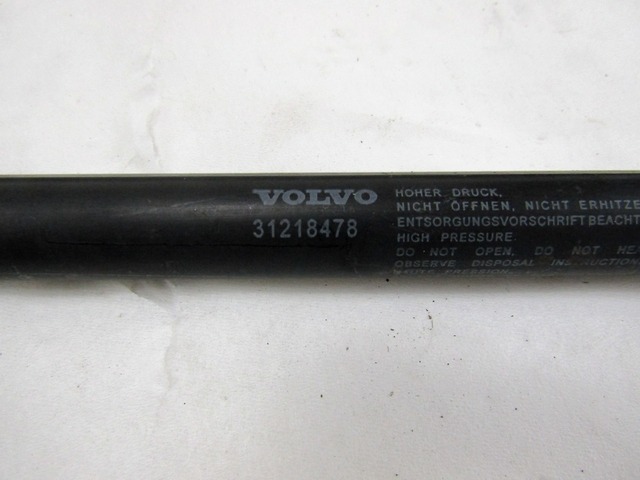 VOLVO
31218478
HOHER DRUCK,
NICHT ÖFFNEN, NICHT ERHITZE
ENTSORGUNGSVORSCHRIFT BEACHT
HIGH PRESSURE
DO NOT OPEN, DO NOT HE
OBSERVE DISPOSAL INSTRUCTION